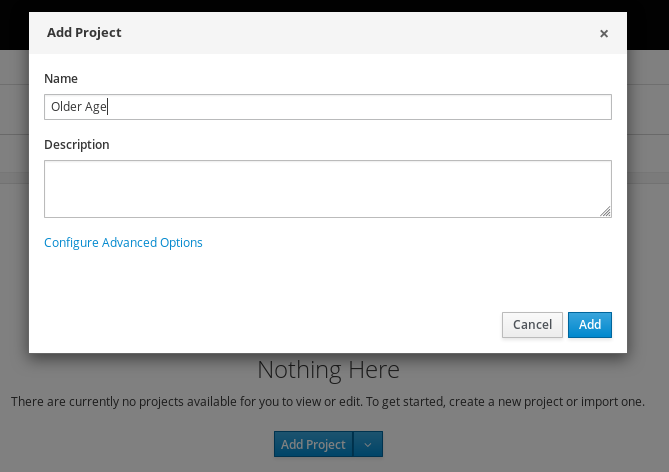 Add Project
×
Name
Older Age
Description
Configure Advanced Options
Cancel Add
Nothing Here
There are currently no projects available for you to view or edit. To get started, create a new project or import one.
Add Project